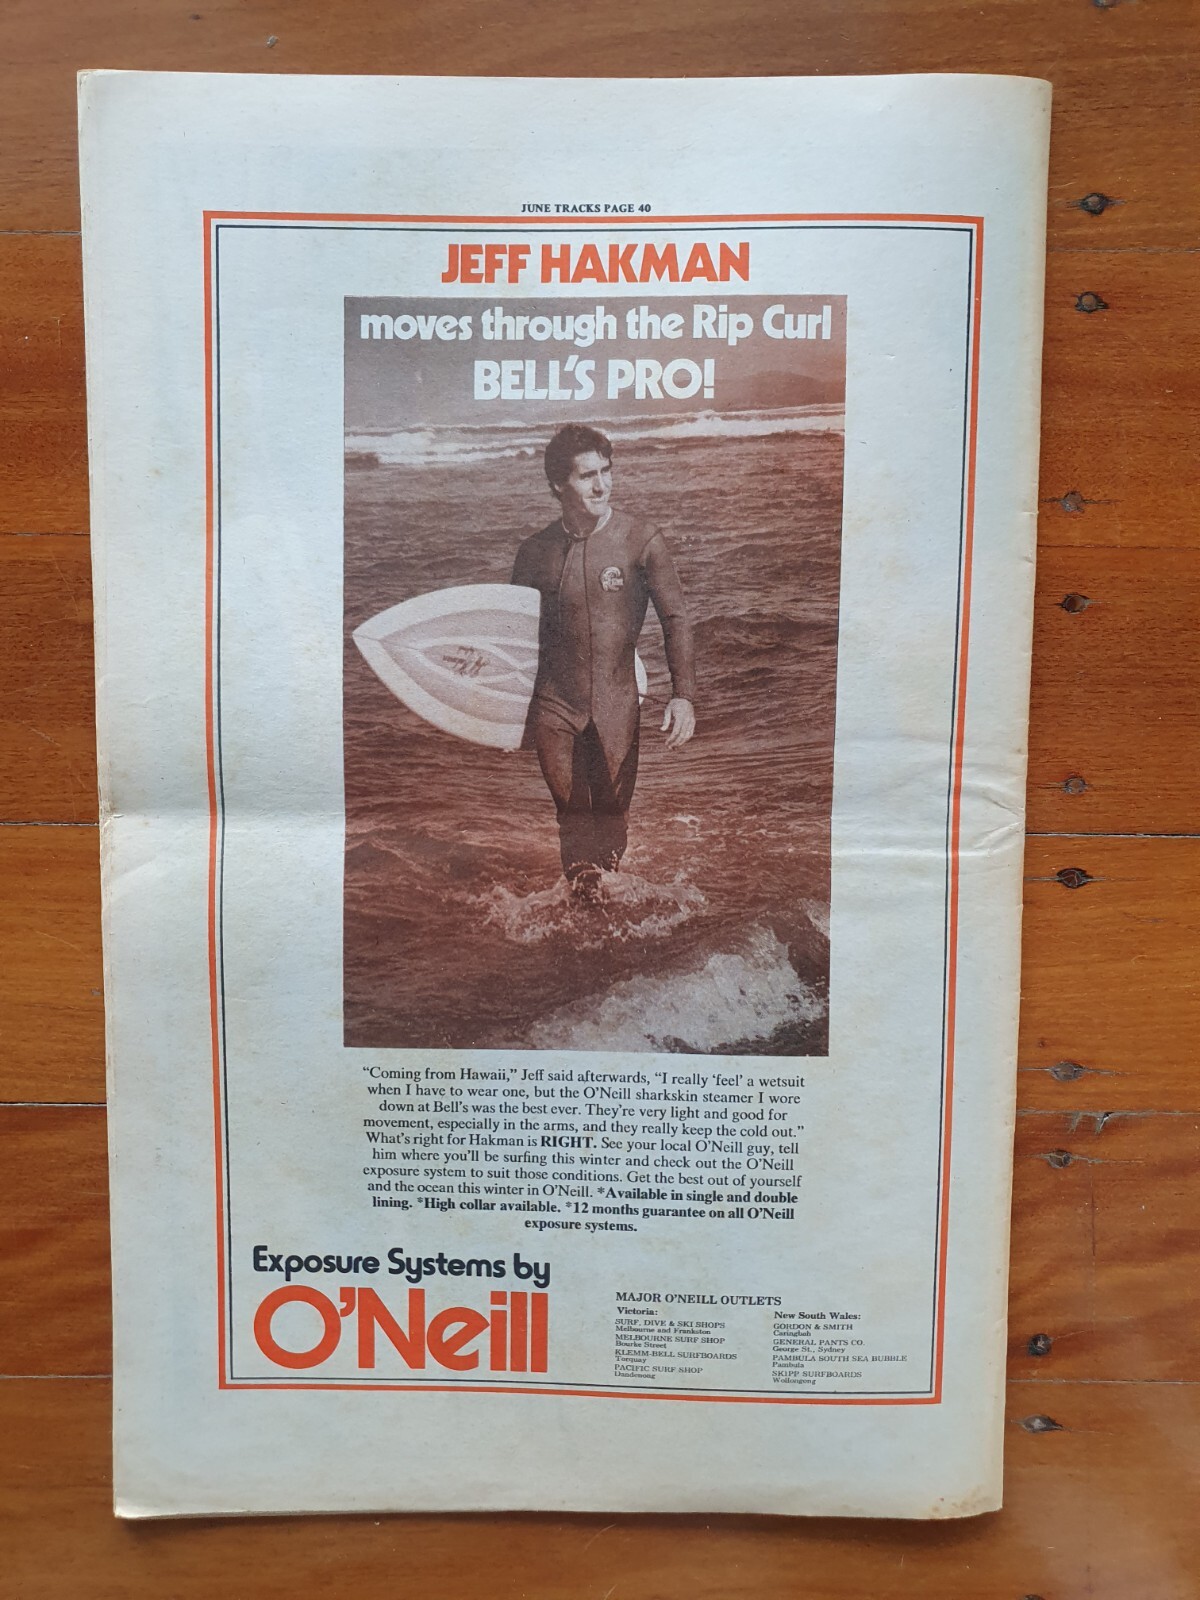 JUNE TRACKS PAGE 40
JEFF HAKMAN
moves through the Rip Curl
BELL'S PRO!
"Coming from Hawaii," Jeff said afterwards, "I really 'feel' a wetsuit
when I have to wear one, but the O'Neill sharkskin steamer I wore
down at Bell's was the best ever. They're very light and good for
movement, especially in the arms, and they really keep the cold out."
What's right for Hakman is RIGHT. See your local O'Neill guy, tell
him where you'll be surfing this winter and check out the O'Neill
exposure system to suit those conditions. Get the best out of yourself
and the ocean this winter in O'Neill. *Available in single and double
lining. *High collar available. *12 months guarantee on all O'Neill
exposure systems.
Exposure Systems by
O'Neill
MAJOR O'NEILL OUTLETS
Victoria:
SURF, DIVE & SKI SHOPS
Melbourne and Frankston
MELBOURNE SURF SHOP
Bourke Street
KLEMM-BELL SURFBOARDS
Torquay
PACIFIC SURF SHOP
Dandenong
New South Wales:
GORDON & SMITH
Caringbah
GENERAL PANTS CO.
George St., Sydney
PAMBULA SOUTH SEA BUBBLE
Pambula
SKIPP SURFBOARDS
Wollongong